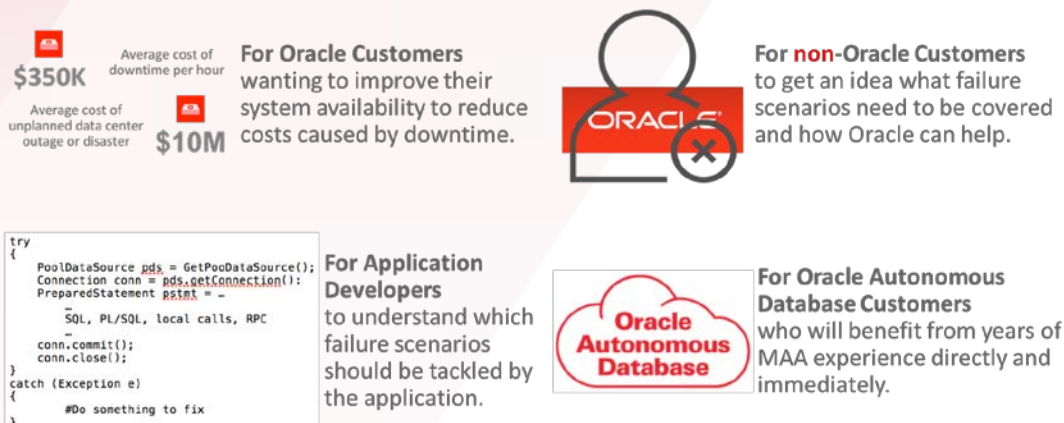 $350K
Average cost of
downtime per hour
Average cost of
unplanned data center
outage or disaster
$10M
For Oracle Customers
wanting to improve their
system availability to reduce
costs caused by downtime.
ORACLE
For non-Oracle Customers
to get an idea what failure
scenarios need to be covered
and how Oracle can help.
try
{
PoolDataSource pds = GetPooDataSource();
Connection conn = pds.getConnection();
PreparedStatement pstmt = …
…
SQL, PL/SQL, local calls, RPC
…
conn.commit();
conn.close();
}
catch (Exception e)
{
#Do something to fix
}
For Application
Developers
to understand which
failure scenarios
should be tackled by
the application.
Oracle
Autonomous
Database
For Oracle Autonomous
Database Customers
who will benefit from years of
MAA experience directly and
immediately.